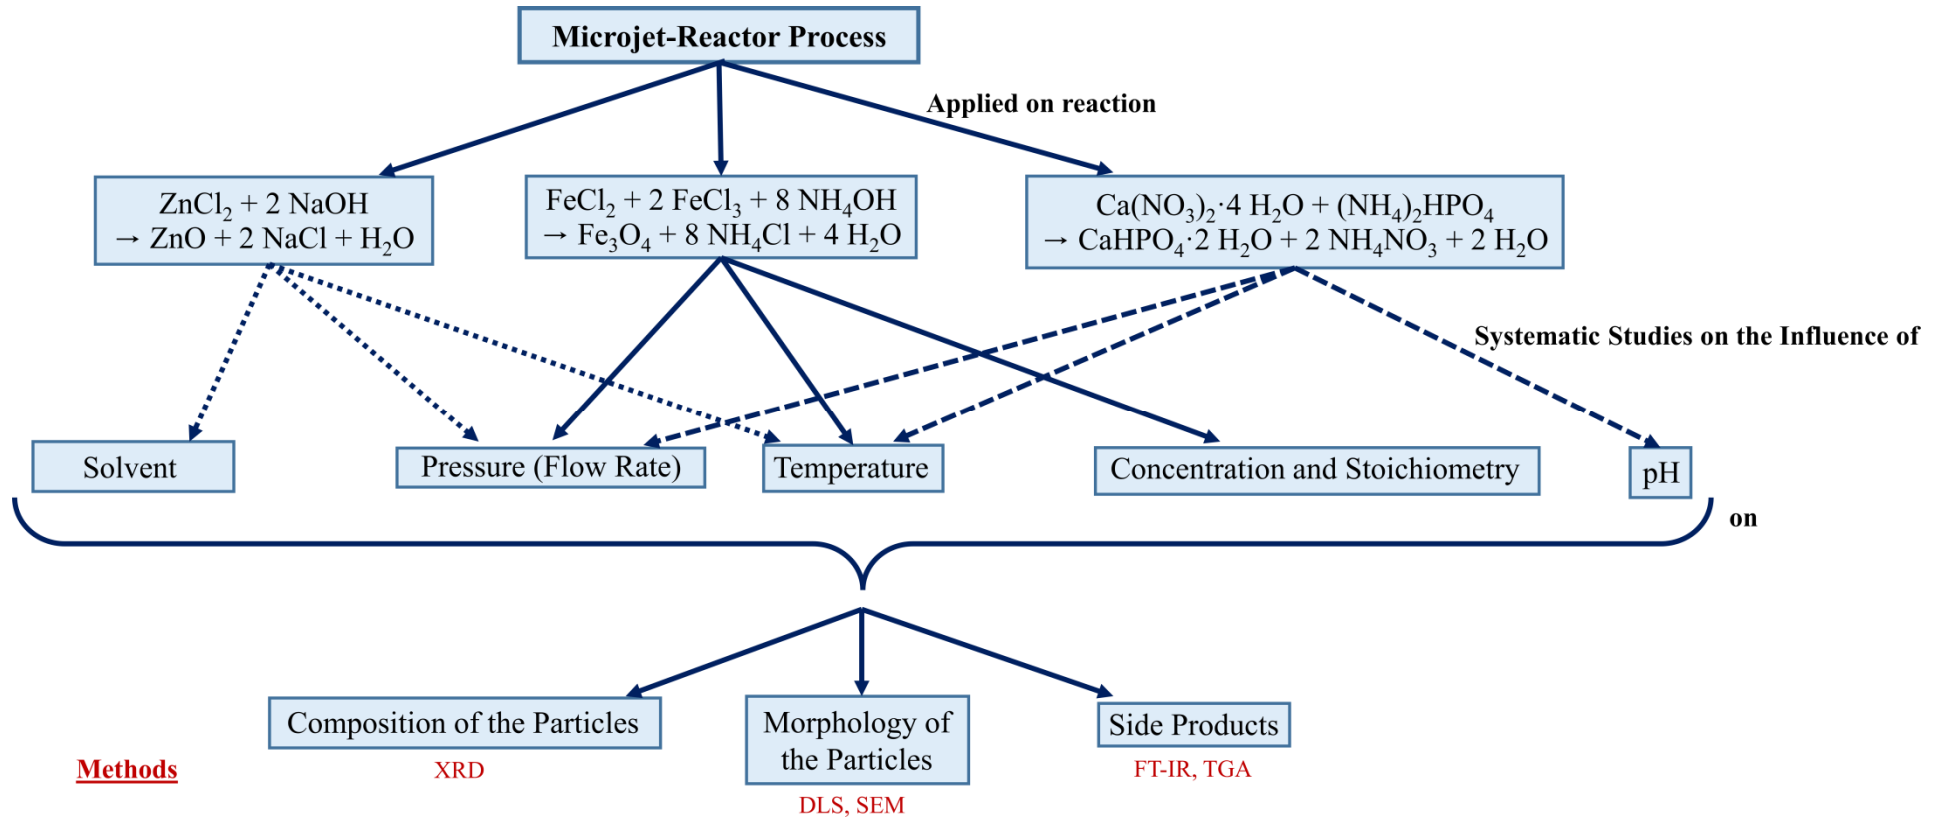 Microjet-Reactor Process
Applied on reaction
ZnCl₂ + 2 NaOH
→ ZnO + 2 NaCl + H₂O
FeCl₂ + 2 FeCl₃ + 8 NH₄OH
→ Fe₃O₄ + 8 NH₄Cl + 4 H₂O
Ca(NO₃)₂·4 H₂O + (NH₄)₂HPO₄
→ CaHPO₄·2 H₂O + 2 NH₄NO₃ + 2 H₂O
Systematic Studies on the Influence of
Solvent
Pressure (Flow Rate)
Temperature
Concentration and Stoichiometry
pH
on
Composition of the Particles
Morphology of
the Particles
Side Products
Methods
XRD
DLS, SEM
FT-IR, TGA